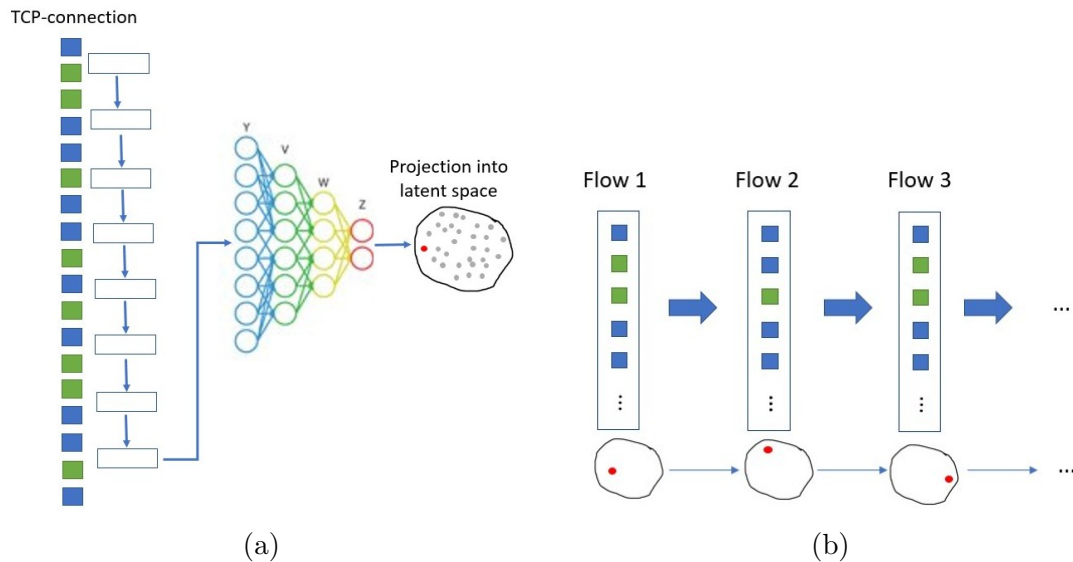 TCP-connection
Y
V
W
Z
Projection into
latent space
(a)
Flow 1
Flow 2
Flow 3
⋮
⋮
⋮
...
...
(b)